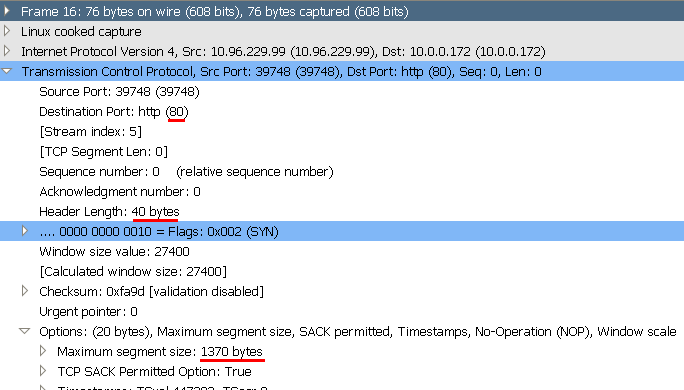 Frame 16: 76 bytes on wire (608 bits), 76 bytes captured (608 bits)
Linux cooked capture
Internet Protocol Version 4, Src: 10.96.229.99 (10.96.229.99), Dst: 10.0.0.172 (10.0.0.172)
Transmission Control Protocol, Src Port: 39748 (39748), Dst Port: http (80), Seq: 0, Len: 0
Source Port: 39748 (39748)
Destination Port: http (80)
[Stream index: 5]
[TCP Segment Len: 0]
Sequence number: 0    (relative sequence number)
Acknowledgment number: 0
Header Length: 40 bytes
.... 0000 0000 0010 = Flags: 0x002 (SYN)
Window size value: 27400
[Calculated window size: 27400]
Checksum: 0xfa9d [validation disabled]
Urgent pointer: 0
Options: (20 bytes), Maximum segment size, SACK permitted, Timestamps, No-Operation (NOP), Window scale
Maximum segment size: 1370 bytes
TCP SACK Permitted Option: True